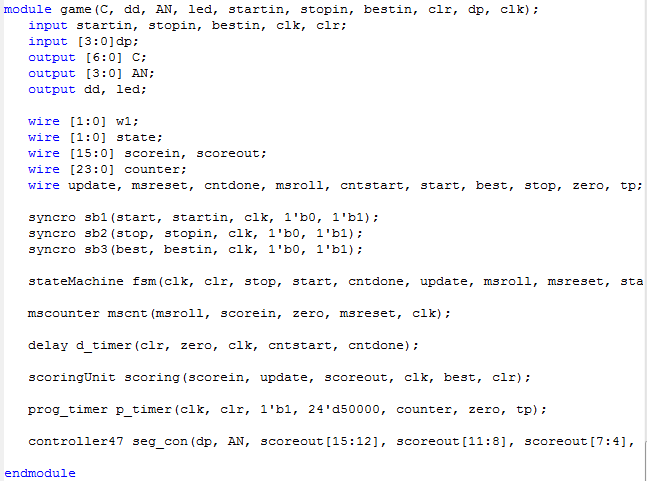 module game(C, dd, AN, led, startin, stopin, bestin, clr, dp, clk);
input startin, stopin, bestin, clk, clr;
input [3:0]dp;
output [6:0] C;
output [3:0] AN;
output dd, led;
wire [1:0] w1;
wire [1:0] state;
wire [15:0] scorein, scoreout;
wire [23:0] counter;
wire update, msreset, cntdone, msroll, cntstart, start, best, stop, zero, tp;
syncro sb1(start, startin, clk, 1'b0, 1'b1);
syncro sb2(stop, stopin, clk, 1'b0, 1'b1);
syncro sb3(best, bestin, clk, 1'b0, 1'b1);
stateMachine fsm(clk, clr, stop, start, cntdone, update, msroll, msreset, sta
mscounter mscnt(msroll, scorein, zero, msreset, clk);
delay d_timer(clr, zero, clk, cntstart, cntdone);
scoringUnit scoring(scorein, update, scoreout, clk, best, clr);
prog_timer p_timer(clk, clr, 1'b1, 24'd50000, counter, zero, tp);
controller47 seg_con(dp, AN, scoreout[15:12], scoreout[11:8], scoreout[7:4],
endmodule